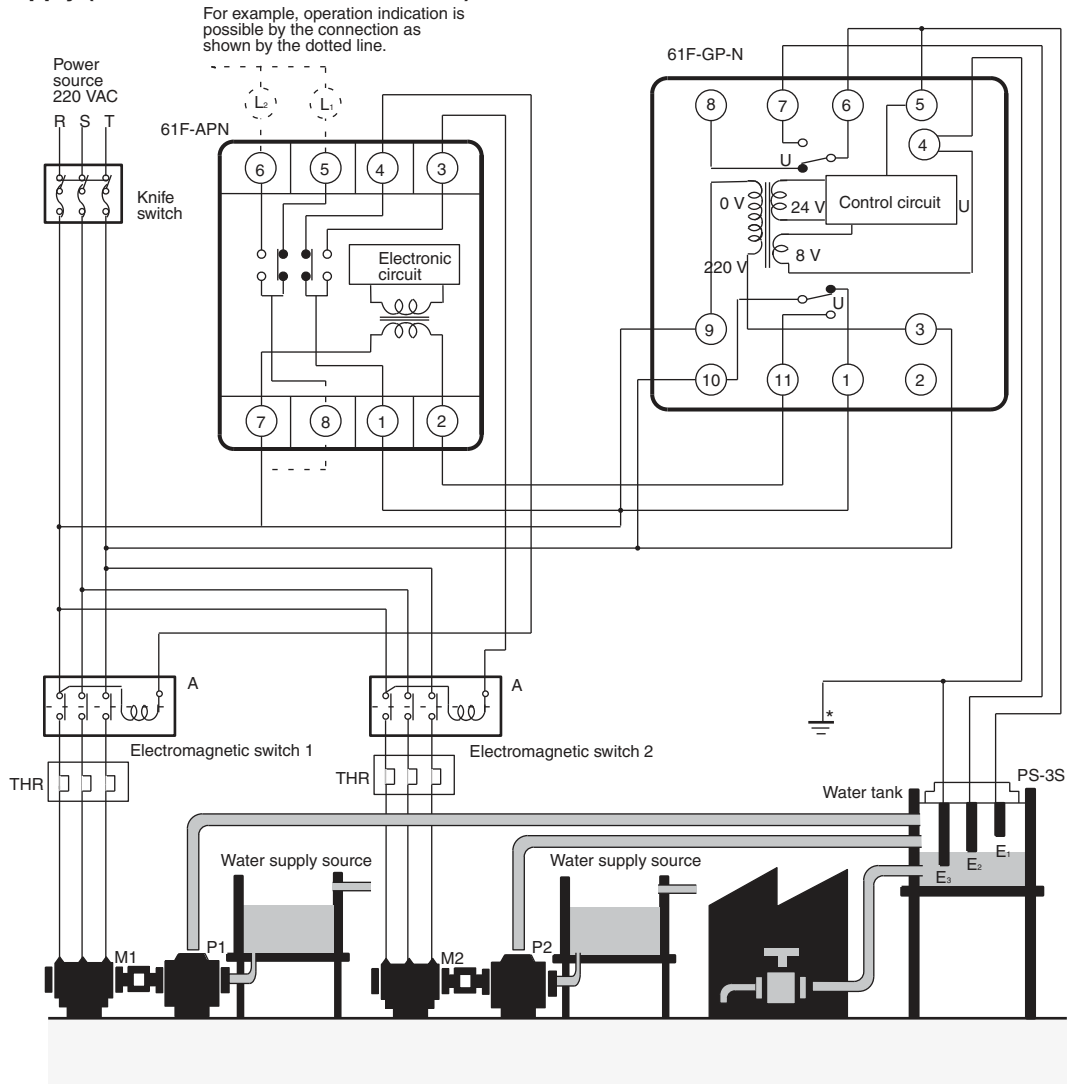 For example, operation indication is
possible by the connection as
shown by the dotted line.
Power
source
220 VAC
R S T
Knife
switch
61F-APN
L2
L1
6
5
4
3
Electronic
circuit
7
8
1
2
61F-GP-N
8
7
6
5
4
U
0 V
24 V
Control circuit
U
8 V
220 V
U
9
3
10
11
1
2
A
Electromagnetic switch 1
THR
A
Electromagnetic switch 2
THR
*
Water tank
PS-3S
E1
E2
E3
Water supply source
Water supply source
M1
P1
M2
P2